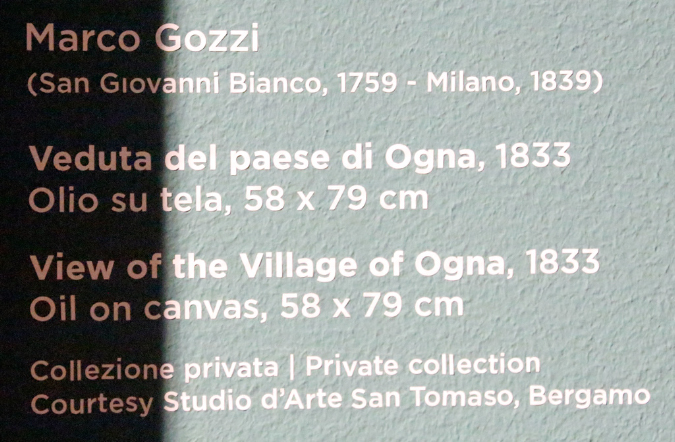 Marco Gozzi
(San Giovanni Bianco, 1759 - Milano, 1839)
Veduta del paese di Ogna, 1833
Olio su tela, 58 x 79 cm
View of the Village of Ogna, 1833
Oil on canvas, 58 x 79 cm
Collezione privata | Private collection
Courtesy Studio d'Arte San Tomaso, Bergamo